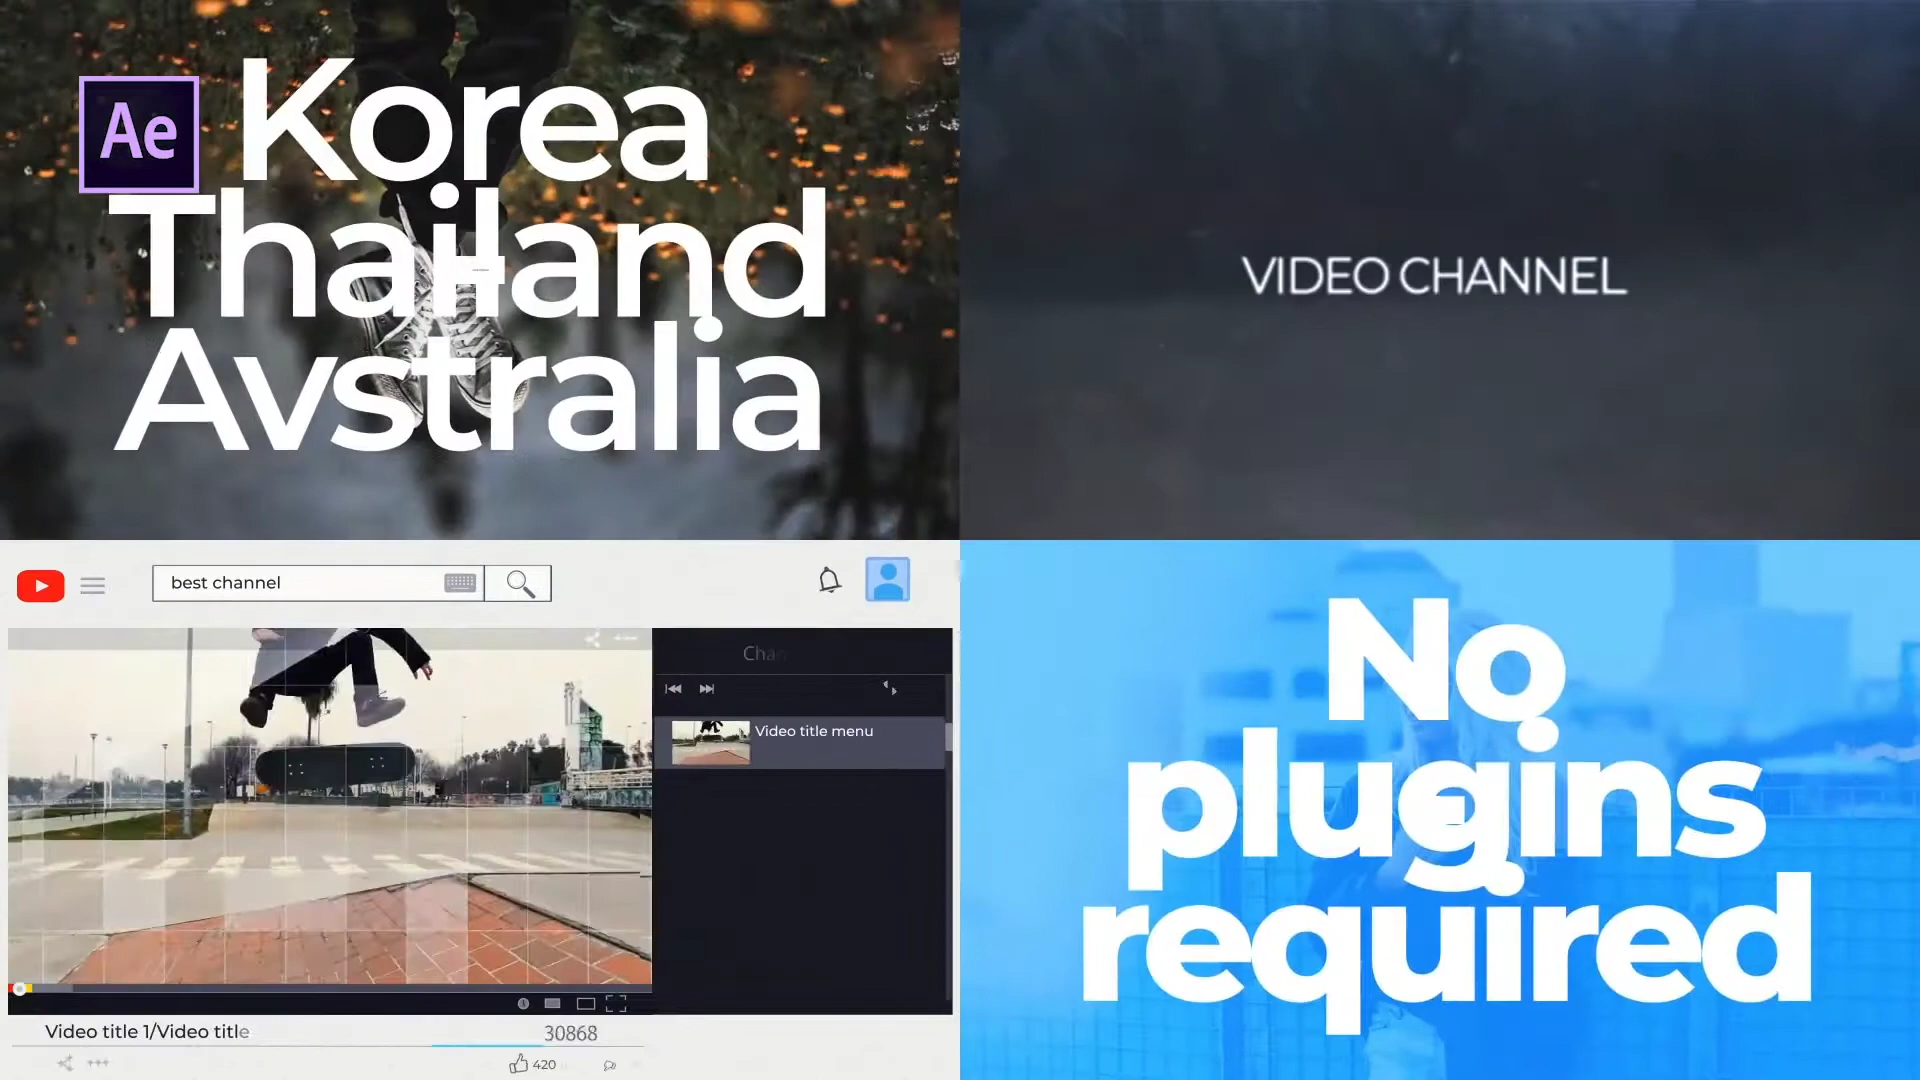 Ae
Korea
Thailand
Avstralia
VIDEO CHANNEL
best channel
Chan
Video title menu
Video title 1/Video title
30868
420
No
plugins
required